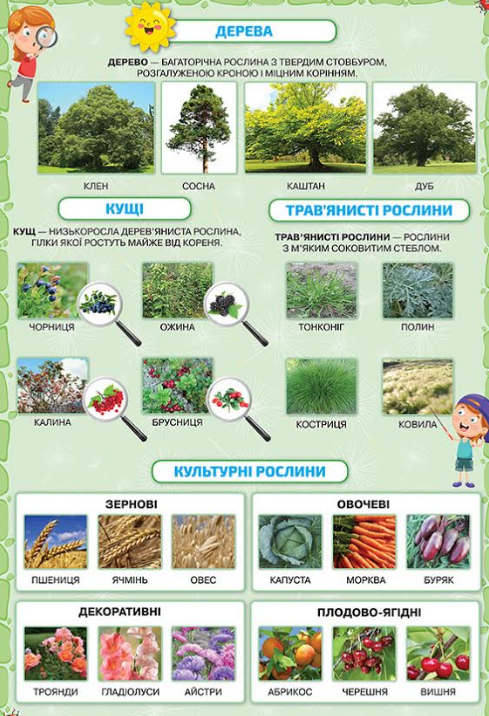 ДЕРЕВА
ДЕРЕВО — БАГАТОРІЧНА РОСЛИНА З ТВЕРДИМ СТОВБУРОМ,
РОЗГАЛУЖЕНОЮ КРОНОЮ І МІЦНИМ КОРІННЯМ.
КЛЕН
СОСНА
КАШТАН
ДУБ
КУЩІ
КУЩ — НИЗЬКОРОСЛА ДЕРЕВ'ЯНИСТА РОСЛИНА,
ГІЛКИ ЯКОЇ РОСТУТЬ МАЙЖЕ ВІД КОРЕНЯ.
ЧОРНИЦЯ
ОЖИНА
КАЛИНА
БРУСНИЦЯ
ТРАВ'ЯНИСТІ РОСЛИНИ
ТРАВ'ЯНИСТІ РОСЛИНИ — РОСЛИНИ
З М'ЯКИМ СОКОВИТИМ СТЕБЛОМ.
ТОНКОНІГ
ПОЛИН
КОСТРИЦЯ
КОВИЛА
КУЛЬТУРНІ РОСЛИНИ
ЗЕРНОВІ
ПШЕНИЦЯ
ЯЧМІНЬ
ОВЕС
ОВОЧЕВІ
КАПУСТА
МОРКВА
БУРЯК
ДЕКОРАТИВНІ
ТРОЯНДИ
ГЛАДІОЛУСИ
АЙСТРИ
ПЛОДОВО-ЯГІДНІ
АБРИКОС
ЧЕРЕШНЯ
ВИШНЯ